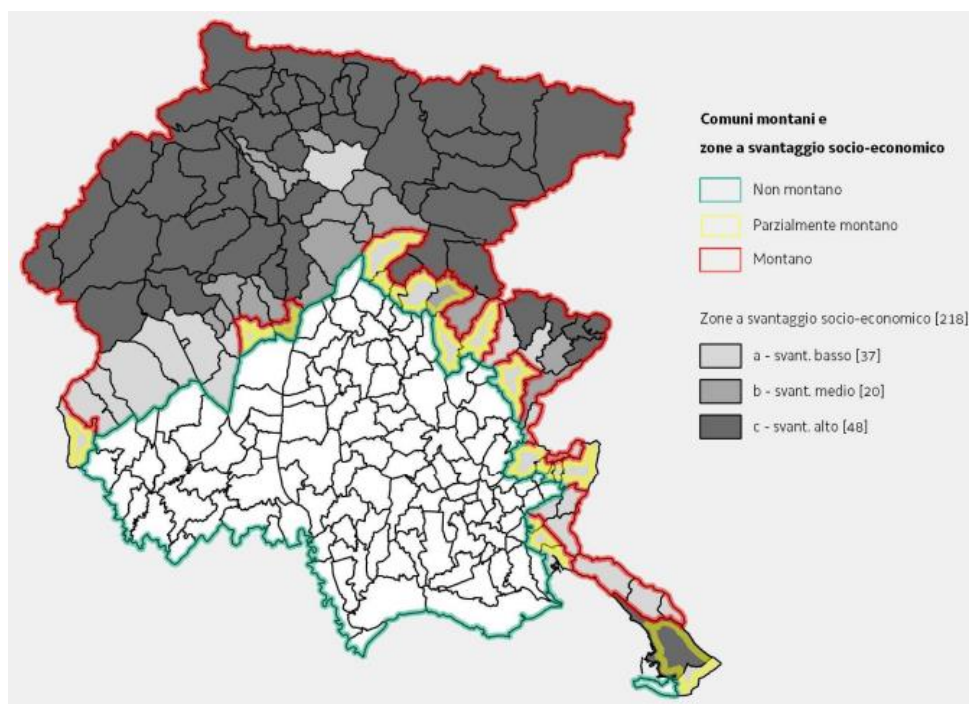 Comuni montani e
zone a svantaggio socio-economico
Non montano
Parzialmente montano
Montano
Zone a svantaggio socio-economico [218]
a - svant. basso [37]
b - svant. medio [20]
c - svant. alto [48]